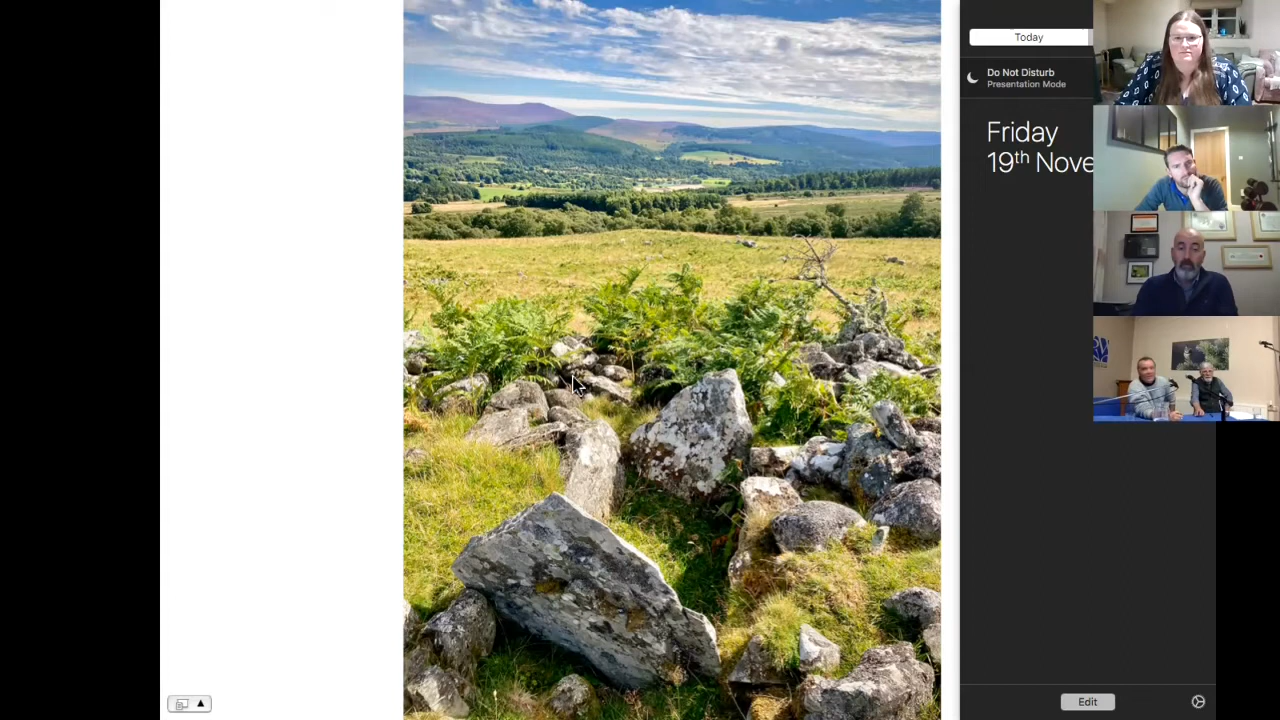 Today
Do Not Disturb
Presentation Mode
Friday
19th Nove
Edit